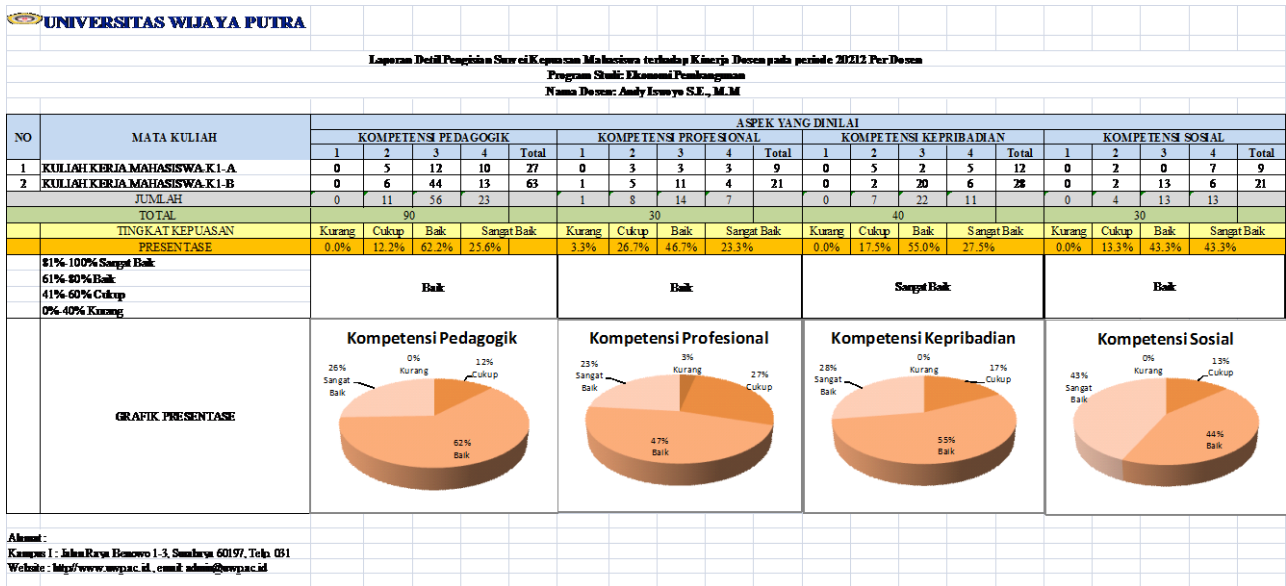 UNIVERSITAS WIJAYA PUTRA
Laporan Detil Pengisian Survei Kepuasan Mahasiswa terhadap Kinerja Dosen pada periode 20212 Per Dosen
Program Studi: Ekonomi Pembangunan
Nama Dosen: Andy Iswoyo S.E., M.M
NO MATA KULIAH ASPEK YANG DINILAI
KOMPETENSI PEDAGOGIK KOMPETENSI PROFESIONAL KOMPETENSI KEPRIBADIAN KOMPETENSI SOSIAL
1 2 3 4 Total 1 2 3 4 Total 1 2 3 4 Total 1 2 3 4 Total
1 KULIAH KERJA MAHASISWA-K1-A 0 5 12 10 27 0 3 3 3 9 0 5 2 5 12 0 2 0 7 9
2 KULIAH KERJA MAHASISWA-K1-B 0 6 44 13 63 1 5 11 4 21 0 2 20 6 28 0 2 13 6 21
JUMLAH 0 11 56 23 1 8 14 7 0 7 22 11 0 4 13 13
TOTAL 90 30 40 30
TINGKAT KEPUASAN Kurang Cukup Baik Sangat Baik Kurang Cukup Baik Sangat Baik Kurang Cukup Baik Sangat Baik Kurang Cukup Baik Sangat Baik
PRESENTASE 0.0% 12.2% 62.2% 25.6% 3.3% 26.7% 46.7% 23.3% 0.0% 17.5% 55.0% 27.5% 0.0% 13.3% 43.3% 43.3%
81%-100% Sangat Baik
61%-80% Baik
41%-60% Cukup
0%-40% Kurang
Baik Baik Sangat Baik Baik
GRAFIK PRESENTASE
Kompetensi Pedagogik
0% Kurang
12% Cukup
62% Baik
26% Sangat Baik
Kompetensi Profesional
3% Kurang
27% Cukup
47% Baik
23% Sangat Baik
Kompetensi Kepribadian
0% Kurang
17% Cukup
55% Baik
28% Sangat Baik
Kompetensi Sosial
0% Kurang
13% Cukup
44% Baik
43% Sangat Baik
Alamat :
Kampus I : Jalan Raya Benowo 1-3, Surabaya 60197, Telp. 031
Website : http://www.uwp.ac.id , email: admin@uwp.ac.id